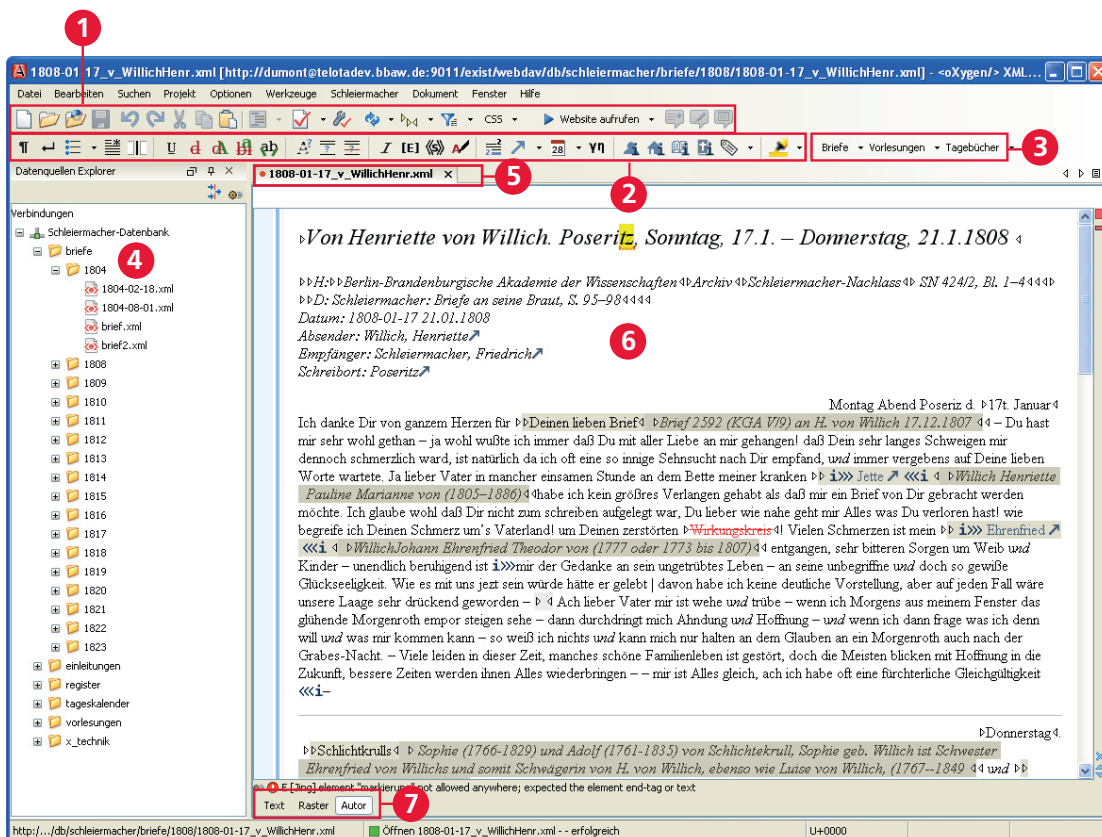 1
1808-01-17_v_WillichHenr.xml [http://dumont@telotadev.bbaw.de:9011/exist/webdav/db/schleiermacher/briefe/1808/1808-01-17_v_WillichHenr.xml] - <oXygen/> XML...
Datei Bearbeiten Suchen Projekt Optionen Werkzeuge Schleiermacher Dokument Fenster Hilfe
CSS Website aufrufen
Briefe Vorlesungen Tagebücher
3
Datenquellen Explorer
1808-01-17_v_WillichHenr.xml
5
2
Verbindungen
Schleiermacher-Datenbank
briefe
1804
4
1804-02-18.xml
1804-08-01.xml
brief.xml
brief2.xml
1808
1809
1810
1811
1812
1813
1814
1815
1816
1817
1818
1819
1820
1821
1822
1823
einleitungen
register
tageskalender
vorlesungen
x_technik
Von Henriette von Willich. Poseritz, Sonntag, 17.1. – Donnerstag, 21.1.1808
H: Berlin-Brandenburgische Akademie der Wissenschaften Archiv Schleiermacher-Nachlass SN 424/2, Bl. 1–4
D: Schleiermacher: Briefe an seine Braut, S. 95–98
Datum: 1808-01-17 21.01.1808
Absender: Willich, Henriette
6
Empfänger: Schleiermacher, Friedrich
Schreibort: Poseritz
Montag Abend Poseriz d. 17t. Januar
Ich danke Dir von ganzem Herzen für Deinen lieben Brief Brief 2592 (KGA V/9) an H. von Willich 17.12.1807 – Du hast
mir sehr wohl gethan – ja wohl wußte ich immer daß Du mit aller Liebe an mir gehangen! daß Dein sehr langes Schweigen mir
dennoch schmerzlich ward, ist natürlich da ich oft eine so innige Sehnsucht nach Dir empfand, und immer vergebens auf Deine lieben
Worte wartete. Ja lieber Vater in mancher einsamen Stunde an dem Bette meiner kranken i»» Jette ««i Willich Henriette
Pauline Marianne von (1805–1886) habe ich kein größres Verlangen gehabt als daß mir ein Brief von Dir gebracht werden
möchte. Ich glaube wohl daß Dir nicht zum schreiben aufgelegt war, Du lieber wie nahe geht mir Alles was Du verloren hast! wie
begreife ich Deinen Schmerz um's Vaterland! um Deinen zerstörten Wirkungskreis! Vielen Schmerzen ist mein i»» Ehrenfried
««i WillichJohann Ehrenfried Theodor von (1777 oder 1773 bis 1807) entgangen, sehr bitteren Sorgen um Weib und
Kinder – unendlich beruhigend ist i»»mir der Gedanke an sein ungetrübtes Leben – an seine unbegriffne und doch so gewiße
Glückseeligkeit. Wie es mit uns jezt sein würde hätte er gelebt | davon habe ich keine deutliche Vorstellung, aber auf jeden Fall wäre
unsere Laage sehr drückend geworden – Ach lieber Vater mir ist wehe und trübe – wenn ich Morgens aus meinem Fenster das
glühende Morgenroth empor steigen sehe – dann durchdringt mich Ahndung und Hoffnung – und wenn ich dann frage was ich denn
will und was mir kommen kann – so weiß ich nichts und kann mich nur halten an dem Glauben an ein Morgenroth auch nach der
Grabes-Nacht. – Viele leiden in dieser Zeit, manches schöne Familienleben ist gestört, doch die Meisten blicken mit Hoffnung in die
Zukunft, bessere Zeiten werden ihnen Alles wiederbringen – – mir ist Alles gleich, ach ich habe oft eine fürchterliche Gleichgültigkeit
««i–
Donnerstag.
Schlichtkrulls Sophie (1766-1829) und Adolf (1761-1835) von Schlichtekrull, Sophie geb. Willich ist Schwester
Ehrenfried von Willichs und somit Schwägerin von H. von Willich, ebenso wie Luise von Willich, (1767--1849 und
E [Jing] element "markierung" not allowed anywhere; expected the element end-tag or text
Text Raster Autor
7
http:.../db/schleiermacher/briefe/1808/1808-01-17_v_WillichHenr.xml Öffnen 1808-01-17_v_WillichHenr.xml - - erfolgreich U+0000